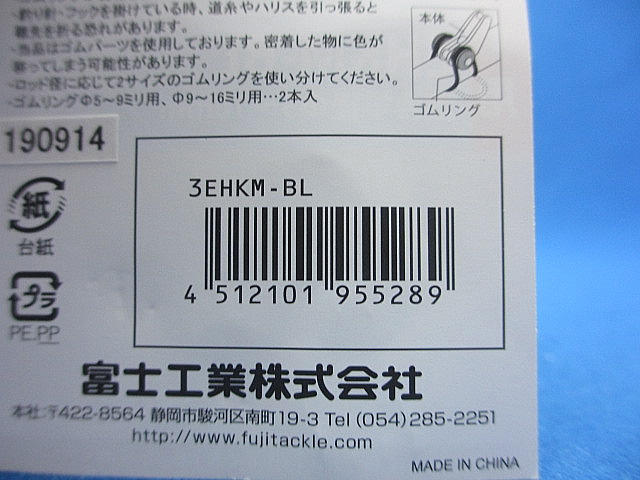 ・釣り針・フックを掛けている時、道糸やハリスを引っ張ると
穂先を折る恐れがあります。
・当品はゴムパーツを使用しております。密着した物に色が
移ってしまう可能性があります。
・ロッド径に応じて2サイズのゴムリングを使い分けてください。
・ゴムリングΦ5〜9ミリ用、Φ9〜16ミリ用…2本入
本体
ゴムリング
190914
紙
台紙
プラ
PE.PP
3EHKM-BL
4 512101 955289
富士工業株式会社
本社:〒422-8564 静岡市駿河区南町19-3 Tel (054)285-2251
http://www.fujitackle.com
MADE IN CHINA